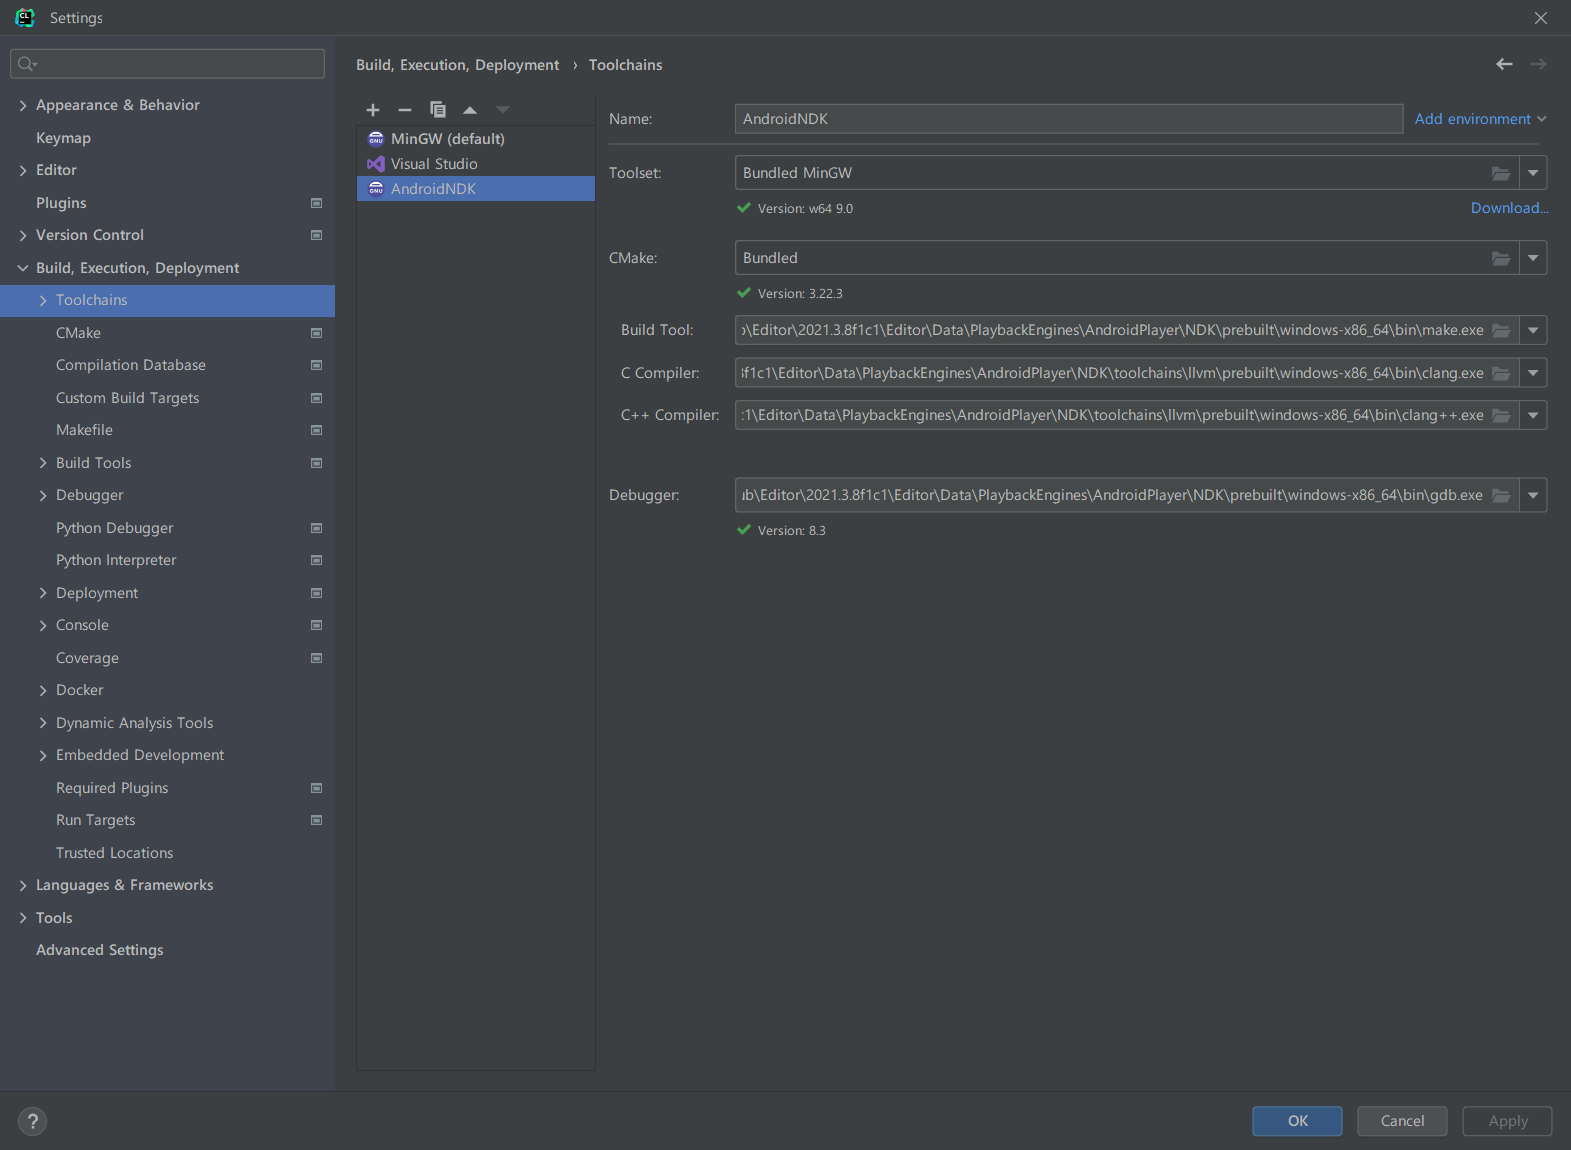 Settings
Appearance & Behavior
Keymap
Editor
Plugins
Version Control
Build, Execution, Deployment
Toolchains
CMake
Compilation Database
Custom Build Targets
Makefile
Build Tools
Debugger
Python Debugger
Python Interpreter
Deployment
Console
Coverage
Docker
Dynamic Analysis Tools
Embedded Development
Required Plugins
Run Targets
Trusted Locations
Languages & Frameworks
Tools
Advanced Settings
Build, Execution, Deployment › Toolchains
MinGW (default)
Visual Studio
AndroidNDK
Name: AndroidNDK Add environment
Toolset: Bundled MinGW
Version: w64 9.0 Download...
CMake: Bundled
Version: 3.22.3
Build Tool: \Editor\2021.3.8f1c1\Editor\Data\PlaybackEngines\AndroidPlayer\NDK\prebuilt\windows-x86_64\bin\make.exe
C Compiler: f1c1\Editor\Data\PlaybackEngines\AndroidPlayer\NDK\toolchains\llvm\prebuilt\windows-x86_64\bin\clang.exe
C++ Compiler: 1\Editor\Data\PlaybackEngines\AndroidPlayer\NDK\toolchains\llvm\prebuilt\windows-x86_64\bin\clang++.exe
Debugger: b\Editor\2021.3.8f1c1\Editor\Data\PlaybackEngines\AndroidPlayer\NDK\prebuilt\windows-x86_64\bin\gdb.exe
Version: 8.3
?
OK
Cancel
Apply